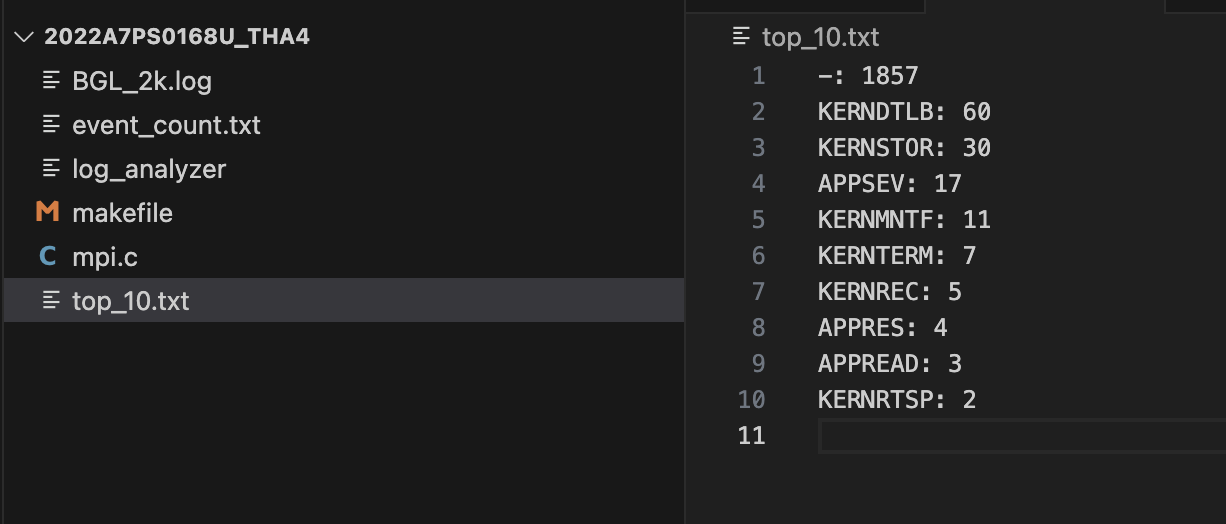 2022A7PS0168U_THA4
BGL_2k.log
event_count.txt
log_analyzer
M makefile
C mpi.c
top_10.txt
top_10.txt
1 -: 1857
2 KERNDTLB: 60
3 KERNSTOR: 30
4 APPSEV: 17
5 KERNMNTF: 11
6 KERNTERM: 7
7 KERNREC: 5
8 APPRES: 4
9 APPREAD: 3
10 KERNRTSP: 2
11